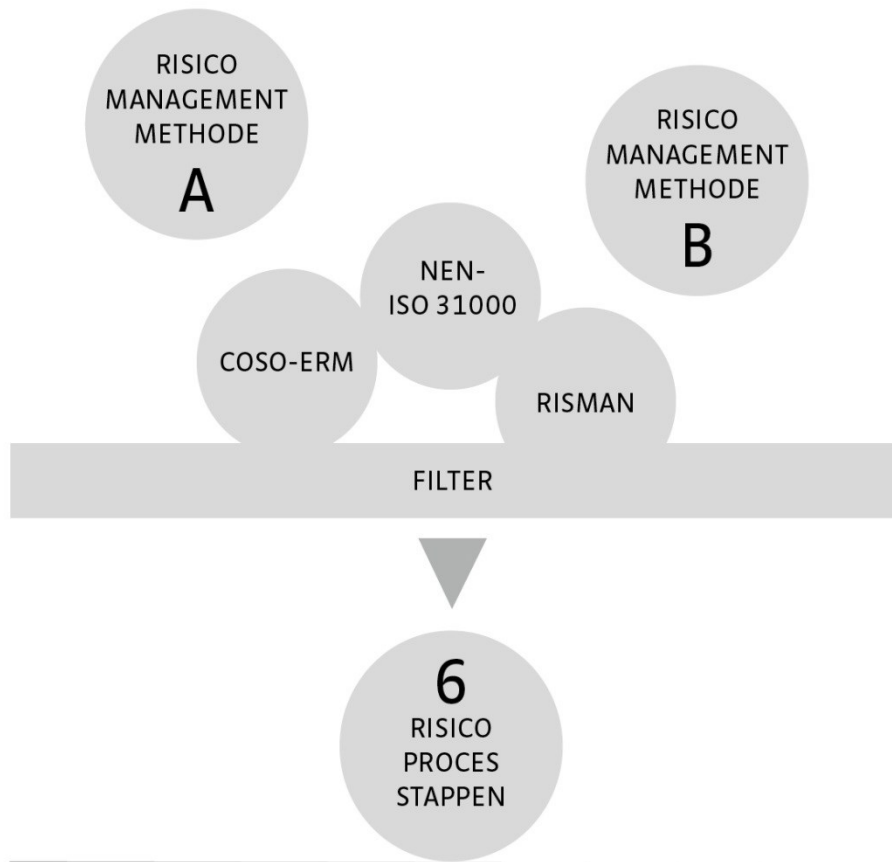 RISICO
MANAGEMENT
METHODE
A
RISICO
MANAGEMENT
METHODE
B
NEN-
ISO 31000
COSO-ERM
RISMAN
FILTER
6
RISICO
PROCES
STAPPEN